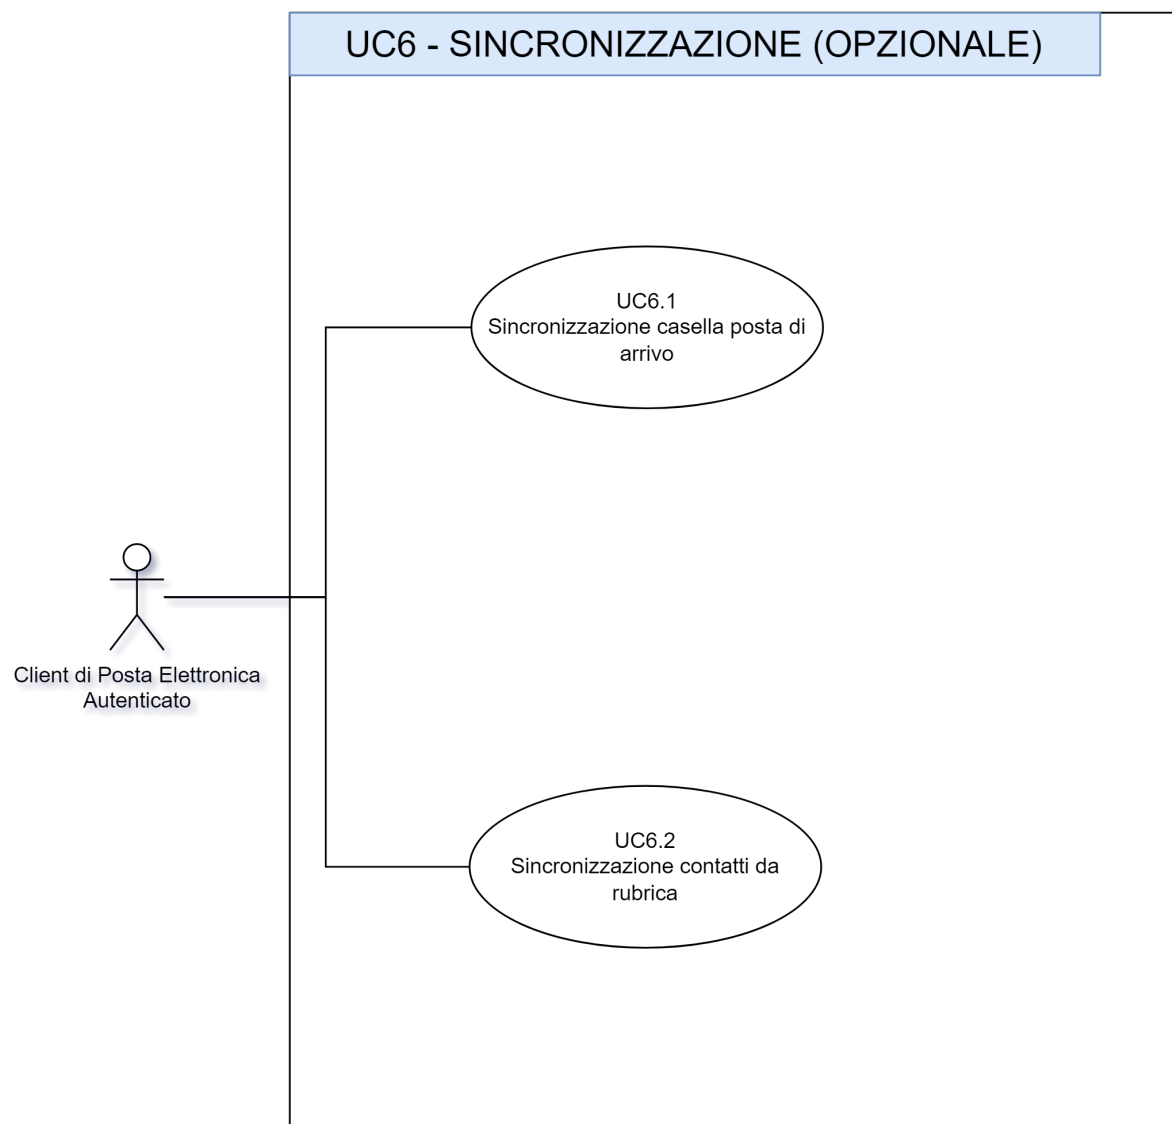 UC6 - SINCRONIZZAZIONE (OPZIONALE)
UC6.1
Sincronizzazione casella posta di
arrivo
Client di Posta Elettronica
Autenticato
UC6.2
Sincronizzazione contatti da
rubrica